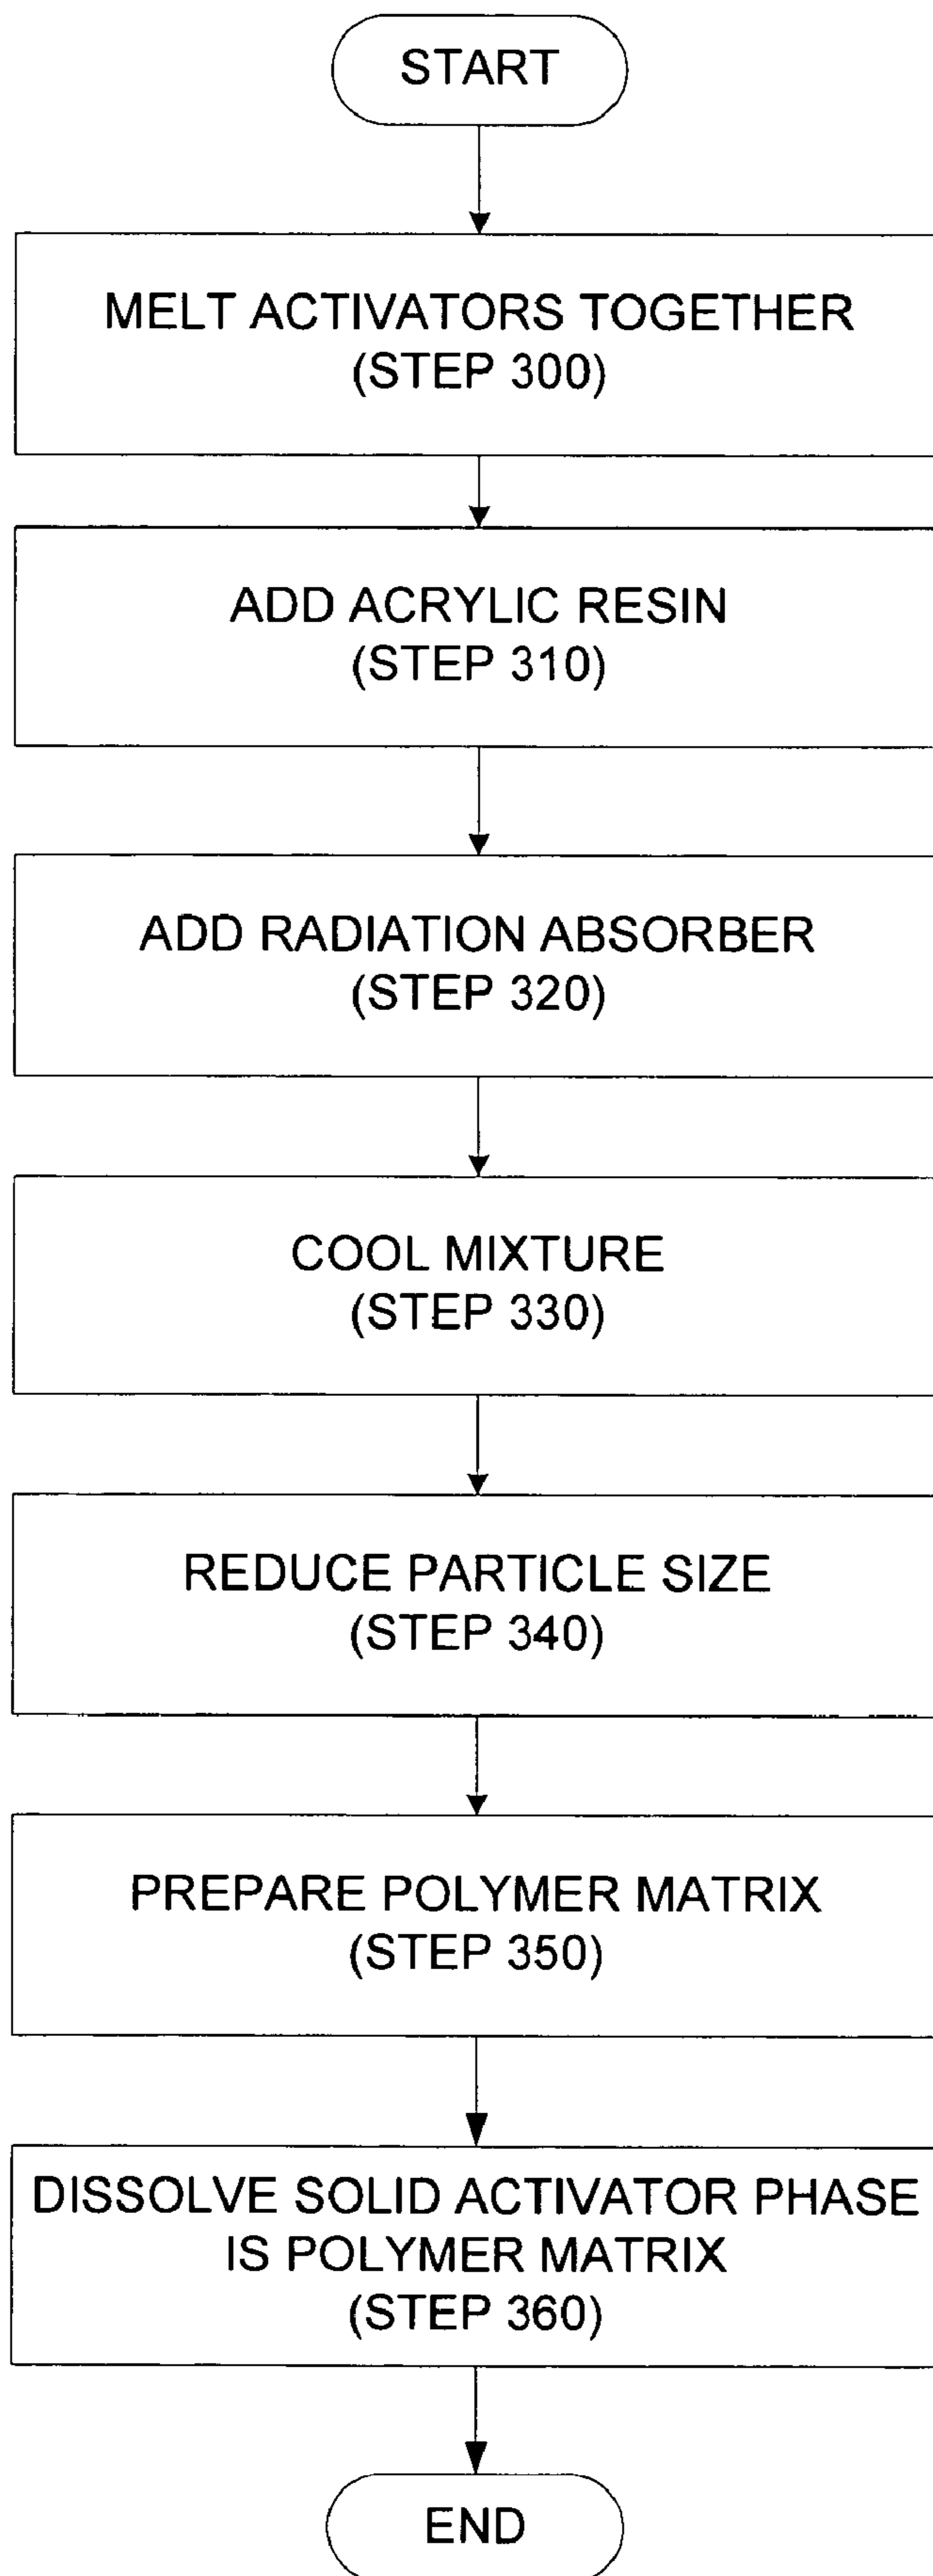 START
MELT ACTIVATORS TOGETHER
(STEP 300)
ADD ACRYLIC RESIN
(STEP 310)
ADD RADIATION ABSORBER
(STEP 320)
COOL MIXTURE
(STEP 330)
REDUCE PARTICLE SIZE
(STEP 340)
PREPARE POLYMER MATRIX
(STEP 350)
DISSOLVE SOLID ACTIVATOR PHASE
IS POLYMER MATRIX
(STEP 360)
END